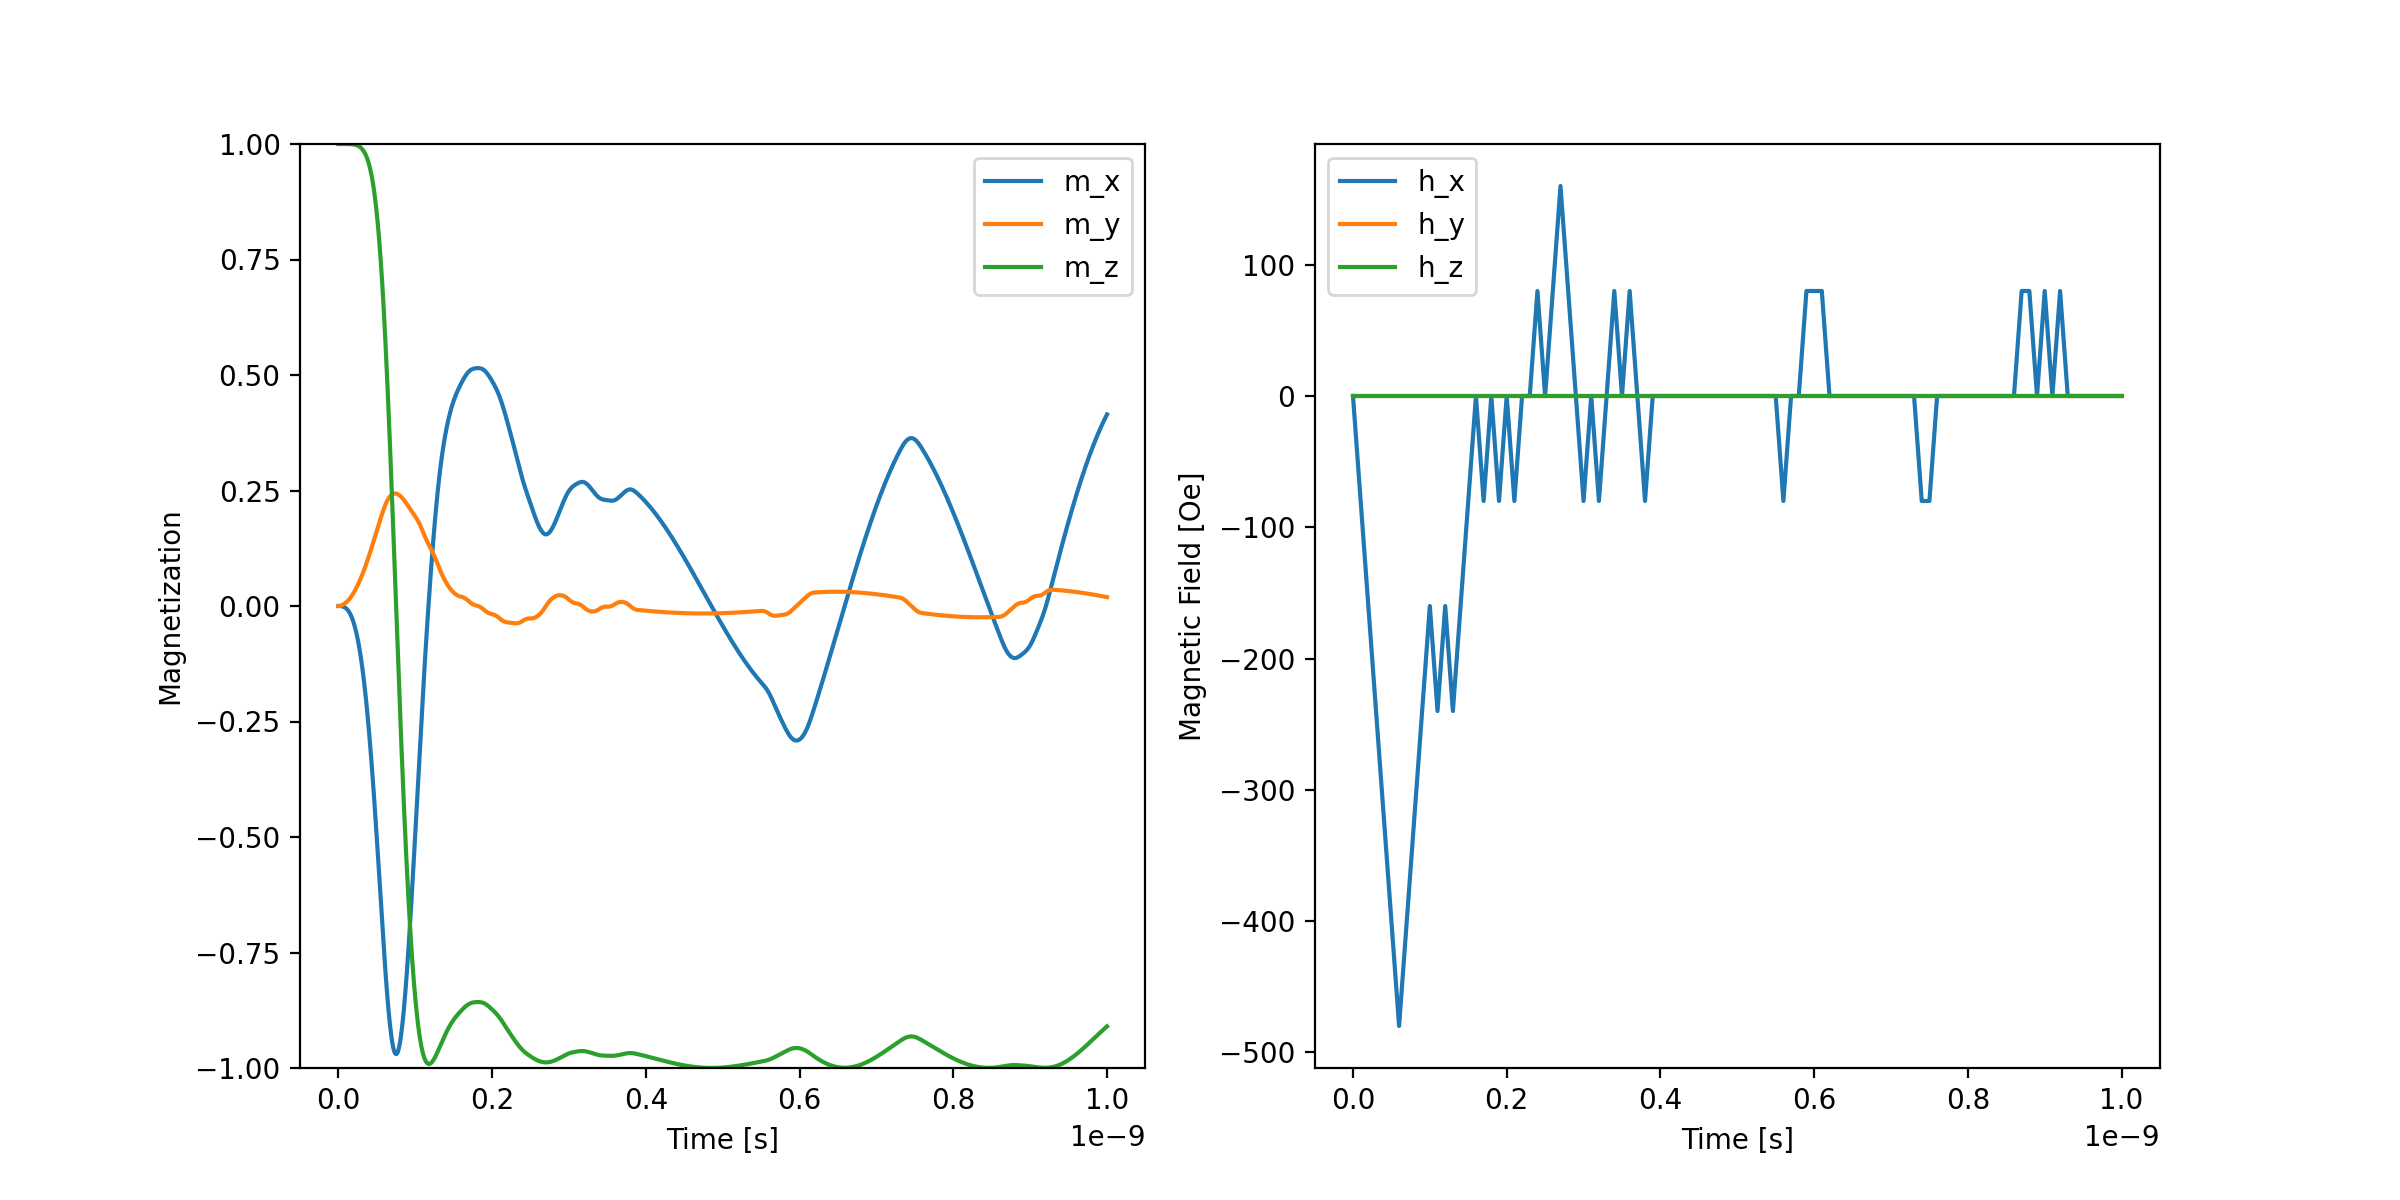 Magnetization
1.00
0.75
0.50
0.25
0.00
−0.25
−0.50
−0.75
−1.00
m_x
m_y
m_z
0.0 0.2 0.4 0.6 0.8 1.0
Time [s]
1e−9
Magnetic Field [Oe]
100
0
−100
−200
−300
−400
−500
h_x
h_y
h_z
0.0 0.2 0.4 0.6 0.8 1.0
Time [s]
1e−9